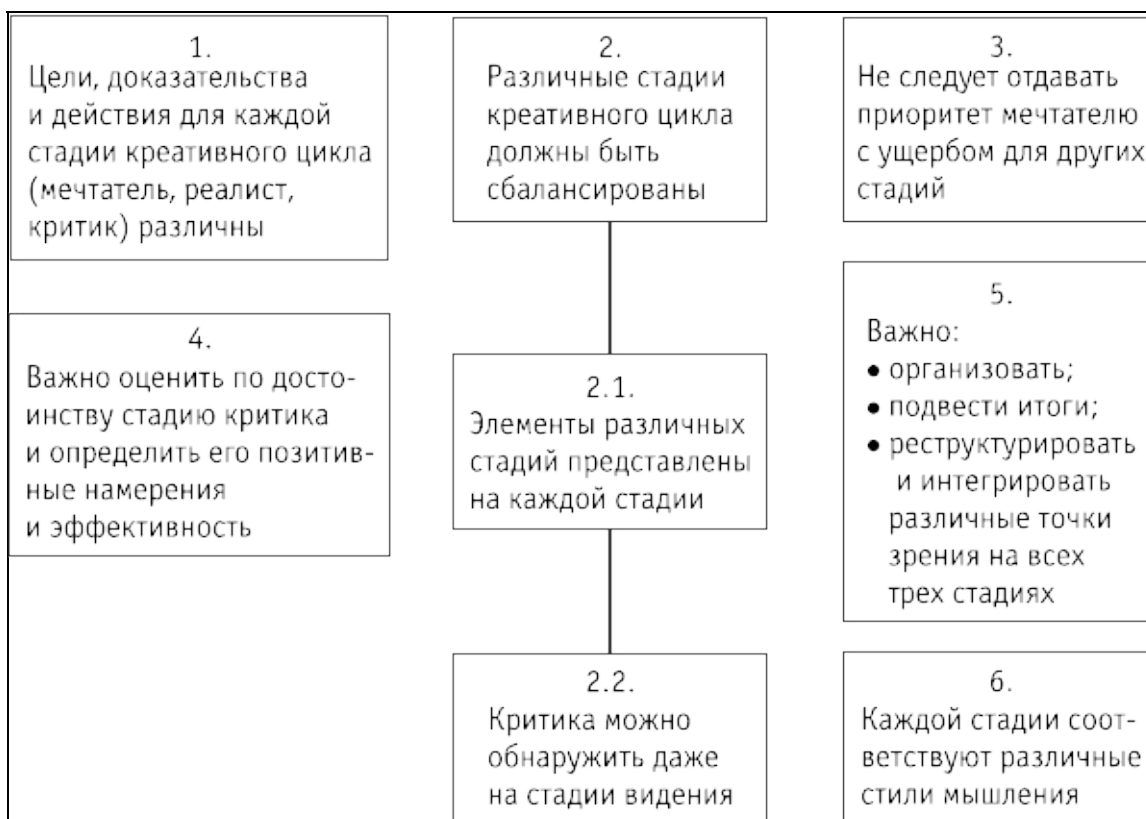 1.
Цели, доказательства
и действия для каждой
стадии креативного цикла
(мечтатель, реалист,
критик) различны
2.
Различные стадии
креативного цикла
должны быть
сбалансированы
3.
Не следует отдавать
приоритет мечтателю
с ущербом для других
стадий
4.
Важно оценить по досто-
инству стадию критика
и определить его позитив-
ные намерения
и эффективность
2.1.
Элементы различных
стадий представлены
на каждой стадии
5.
Важно:
• организовать;
• подвести итоги;
• реструктурировать
и интегрировать
различные точки
зрения на всех
трех стадиях
2.2.
Критика можно
обнаружить даже
на стадии видения
6.
Каждой стадии соот-
ветствуют различные
стили мышления